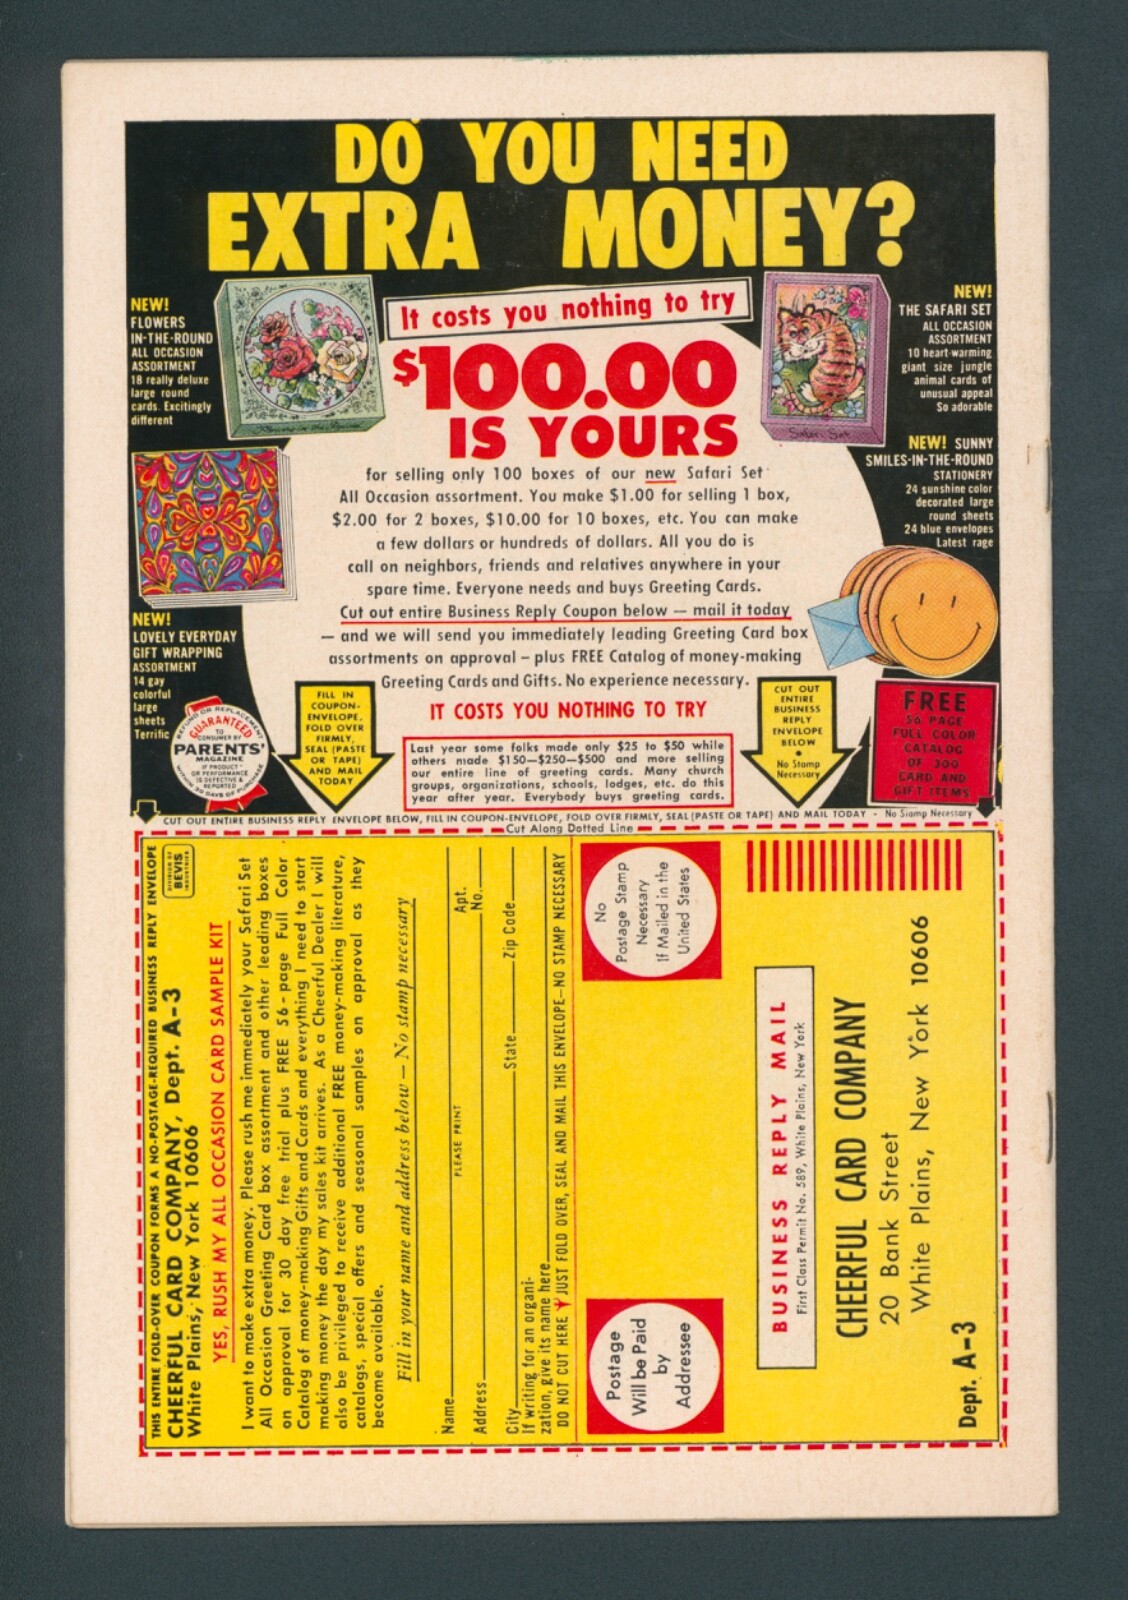 DO YOU NEED
EXTRA MONEY?
It costs you nothing to try
$100.00
IS YOURS
NEW!
FLOWERS
IN-THE-ROUND
ALL OCCASION
ASSORTMENT
18 really deluxe
large round
cards. Excitingly
different
NEW!
THE SAFARI SET
ALL OCCASION
ASSORTMENT
10 heart-warming
giant size jungle
animal cards of
unusual appeal
So adorable
Safari Set
NEW! SUNNY
SMILES-IN-THE-ROUND
STATIONERY
24 sunshine color
decorated large
round sheets
24 blue envelopes
Latest rage
for selling only 100 boxes of our new Safari Set
All Occasion assortment. You make $1.00 for selling 1 box,
$2.00 for 2 boxes, $10.00 for 10 boxes, etc. You can make
a few dollars or hundreds of dollars. All you do is
call on neighbors, friends and relatives anywhere in your
spare time. Everyone needs and buys Greeting Cards.
Cut out entire Business Reply Coupon below — mail it today
— and we will send you immediately leading Greeting Card box
assortments on approval – plus FREE Catalog of money-making
Greeting Cards and Gifts. No experience necessary.
IT COSTS YOU NOTHING TO TRY
NEW!
LOVELY EVERYDAY
GIFT WRAPPING
ASSORTMENT
14 gay
colorful
large
sheets
Terrific
REFUND OR REPLACEMENT
GUARANTEED
TO
CONSUMER BY
PARENTS'
MAGAZINE
IF PRODUCT
OR PERFORMANCE
IS DEFECTIVE &
REPORTED
WITHIN 30 DAYS OF PURCHASE
FILL IN
COUPON-
ENVELOPE,
FOLD OVER
FIRMLY,
SEAL (PASTE
OR TAPE)
AND MAIL
TODAY
Last year some folks made only $25 to $50 while
others made $150—$250—$500 and more selling
our entire line of greeting cards. Many church
groups, organizations, schools, lodges, etc. do this
year after year. Everybody buys greeting cards.
CUT OUT
ENTIRE
BUSINESS
REPLY
ENVELOPE
BELOW
•
No Stamp
Necessary
FREE
56 PAGE
FULL COLOR
CATALOG
OF 300
CARD AND
GIFT ITEMS
CUT OUT ENTIRE BUSINESS REPLY ENVELOPE BELOW, FILL IN COUPON-ENVELOPE, FOLD OVER FIRMLY, SEAL (PASTE OR TAPE) AND MAIL TODAY - No Stamp Necessary
Cut Along Dotted Line
THIS ENTIRE FOLD-OVER COUPON FORMS A NO-POSTAGE-REQUIRED BUSINESS REPLY ENVELOPE
CHEERFUL CARD COMPANY, Dept. A-3
White Plains, New York 10606
DIVISION OF
BEVIS
INDUSTRIES
YES, RUSH MY ALL OCCASION CARD SAMPLE KIT
I want to make extra money. Please rush me immediately your Safari Set
All Occasion Greeting Card box assortment and other leading boxes
on approval for 30 day free trial plus FREE 56-page Full Color
Catalog of money-making Gifts and Cards and everything I need to start
making money the day my sales kit arrives. As a Cheerful Dealer I will
also be privileged to receive additional FREE money-making literature,
catalogs, special offers and seasonal samples on approval as they
become available.
Fill in your name and address below — No stamp necessary
Name
PLEASE PRINT
Address Apt. No.
City State Zip Code
If writing for an organi-
zation, give its name here
DO NOT CUT HERE JUST FOLD OVER, SEAL AND MAIL THIS ENVELOPE—NO STAMP NECESSARY
No
Postage Stamp
Necessary
If Mailed in the
United States
Postage
Will be Paid
by
Addressee
BUSINESS REPLY MAIL
First Class Permit No. 589, White Plains, New York
CHEERFUL CARD COMPANY
20 Bank Street
White Plains, New York 10606
Dept. A-3